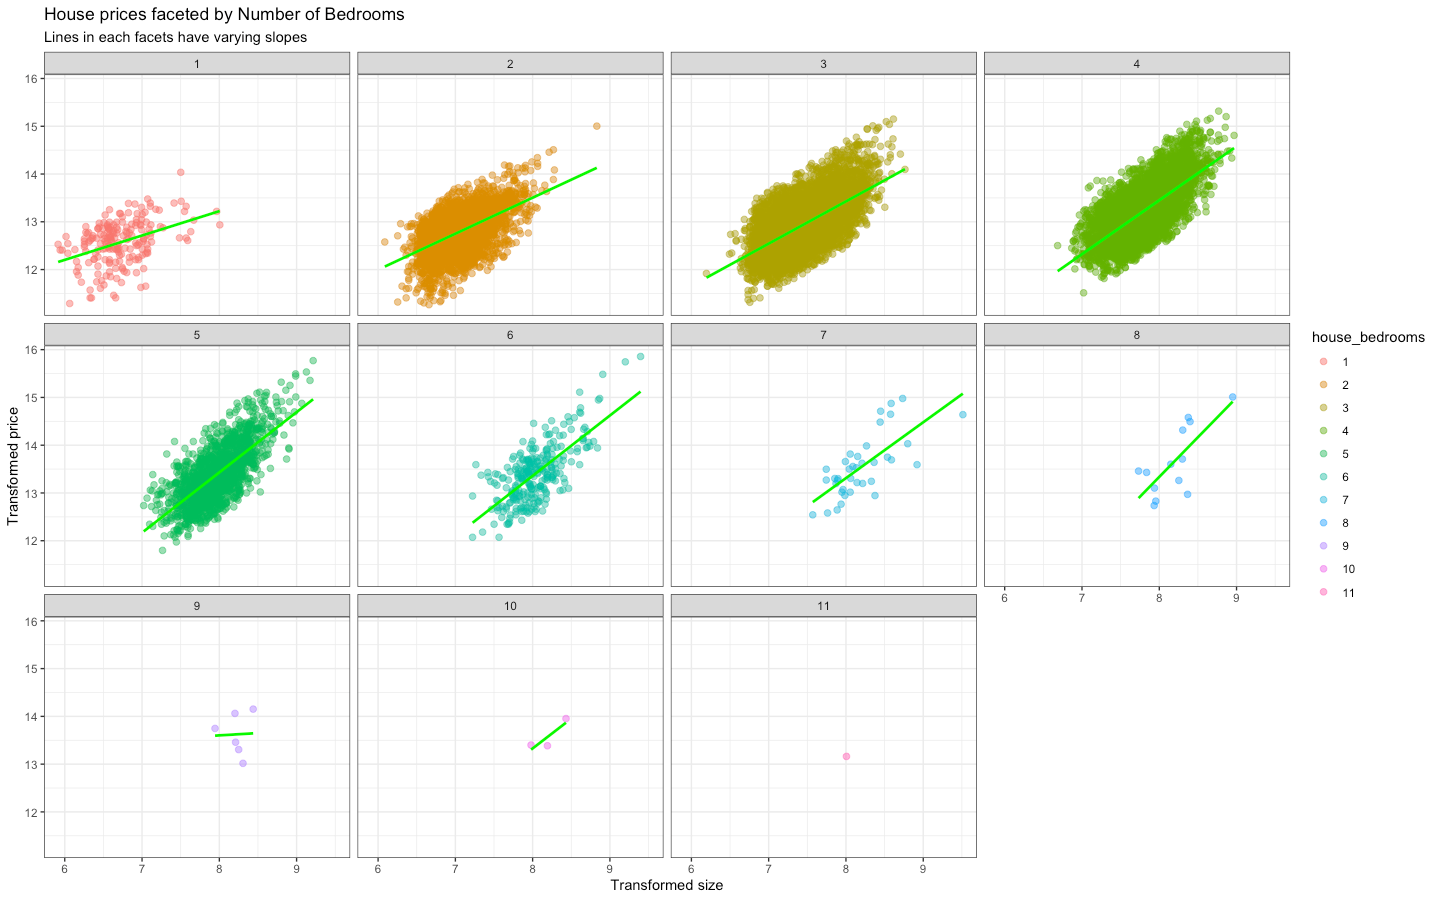 House prices faceted by Number of Bedrooms
Lines in each facets have varying slopes
1 2 3 4
16
15
14
13
12
5 6 7 8
16
15
14
13
12
6 7 8 9
9 10 11
16
15
14
13
12
6 7 8 9 6 7 8 9 6 7 8 9
Transformed size
Transformed price
house_bedrooms
1
2
3
4
5
6
7
8
9
10
11